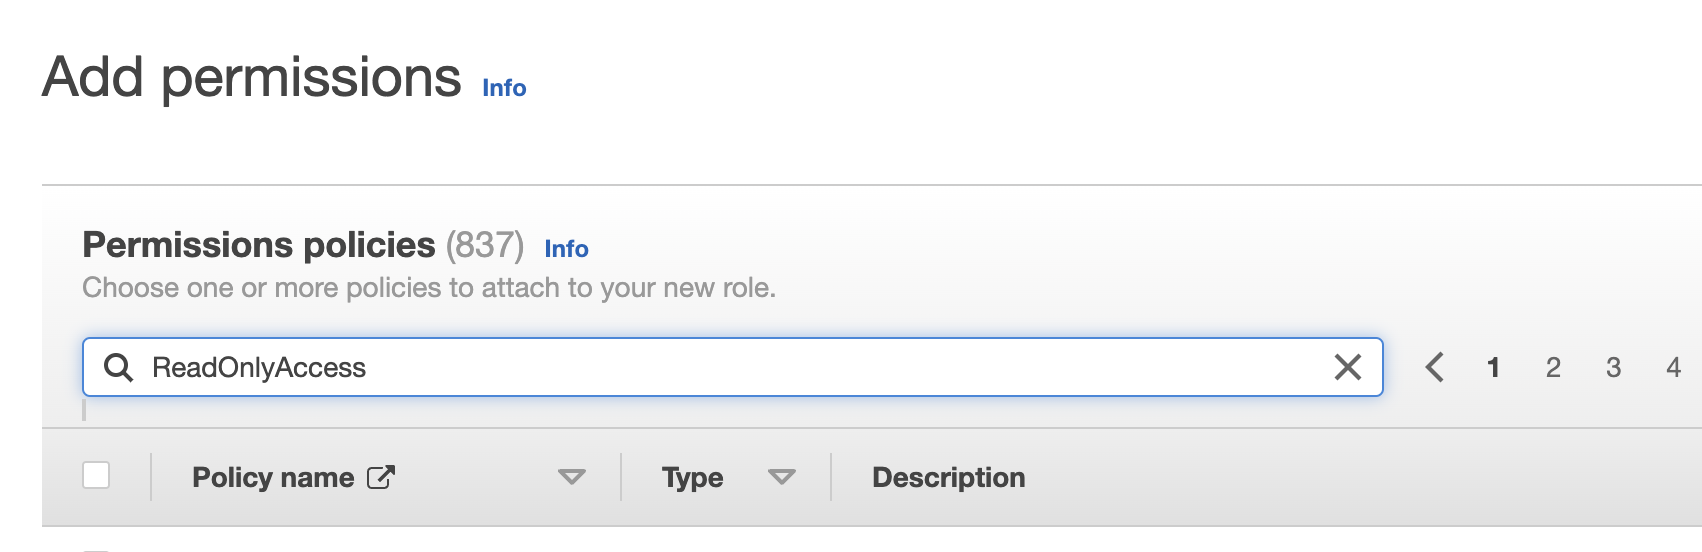 Add permissions Info
Permissions policies (837) Info
Choose one or more policies to attach to your new role.
ReadOnlyAccess 1 2 3 4
Policy name Type Description